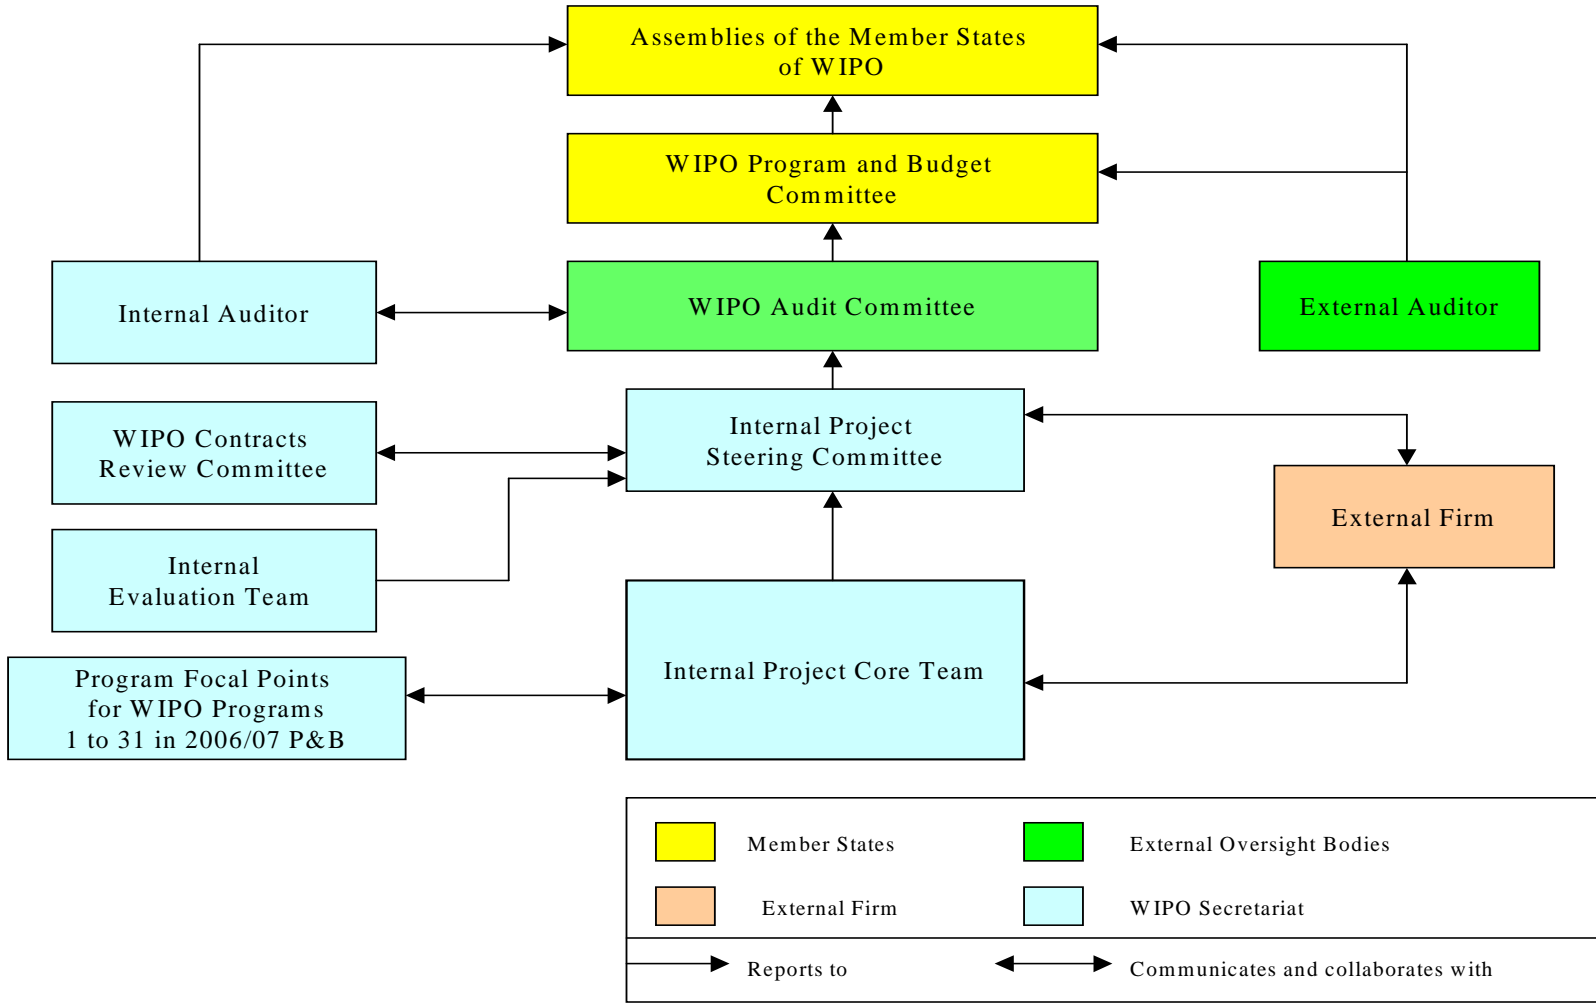 Assemblies of the Member States
of WIPO
WIPO Program and Budget
Committee
Internal Auditor
WIPO Audit Committee
External Auditor
WIPO Contracts
Review Committee
Internal Project
Steering Committee
External Firm
Internal
Evaluation Team
Internal Project Core Team
Program Focal Points
for WIPO Programs
1 to 31 in 2006/07 P&B
Member States
External Oversight Bodies
External Firm
WIPO Secretariat
Reports to
Communicates and collaborates with